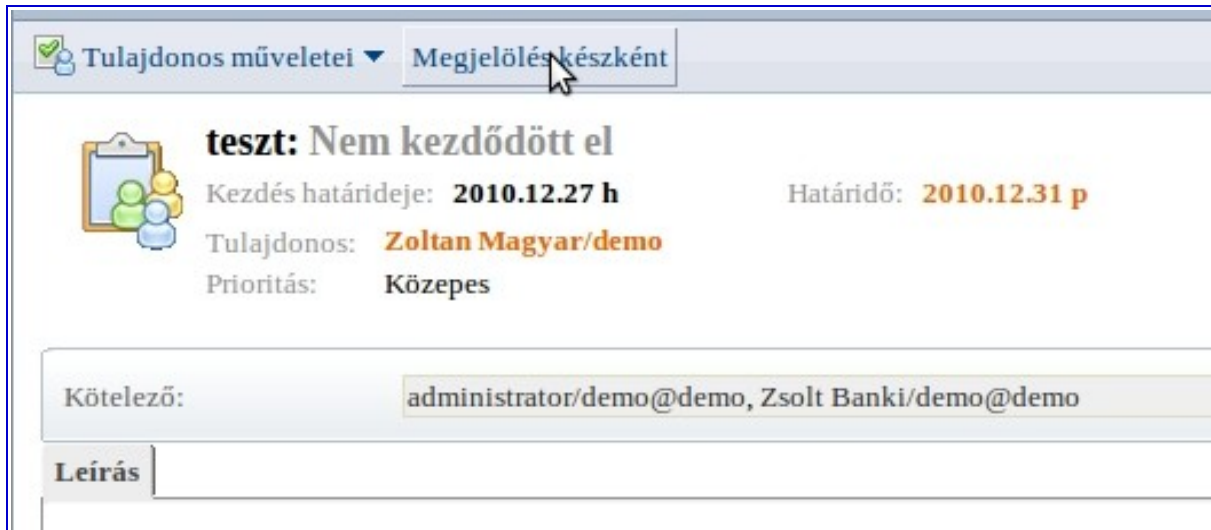 Tulajdonos műveletei Megjelölés készként
teszt: Nem kezdődött el
Kezdés határideje: 2010.12.27 h Határidő: 2010.12.31 p
Tulajdonos: Zoltan Magyar/demo
Prioritás: Közepes
Kötelező: administrator/demo@demo, Zsolt Banki/demo@demo
Leírás